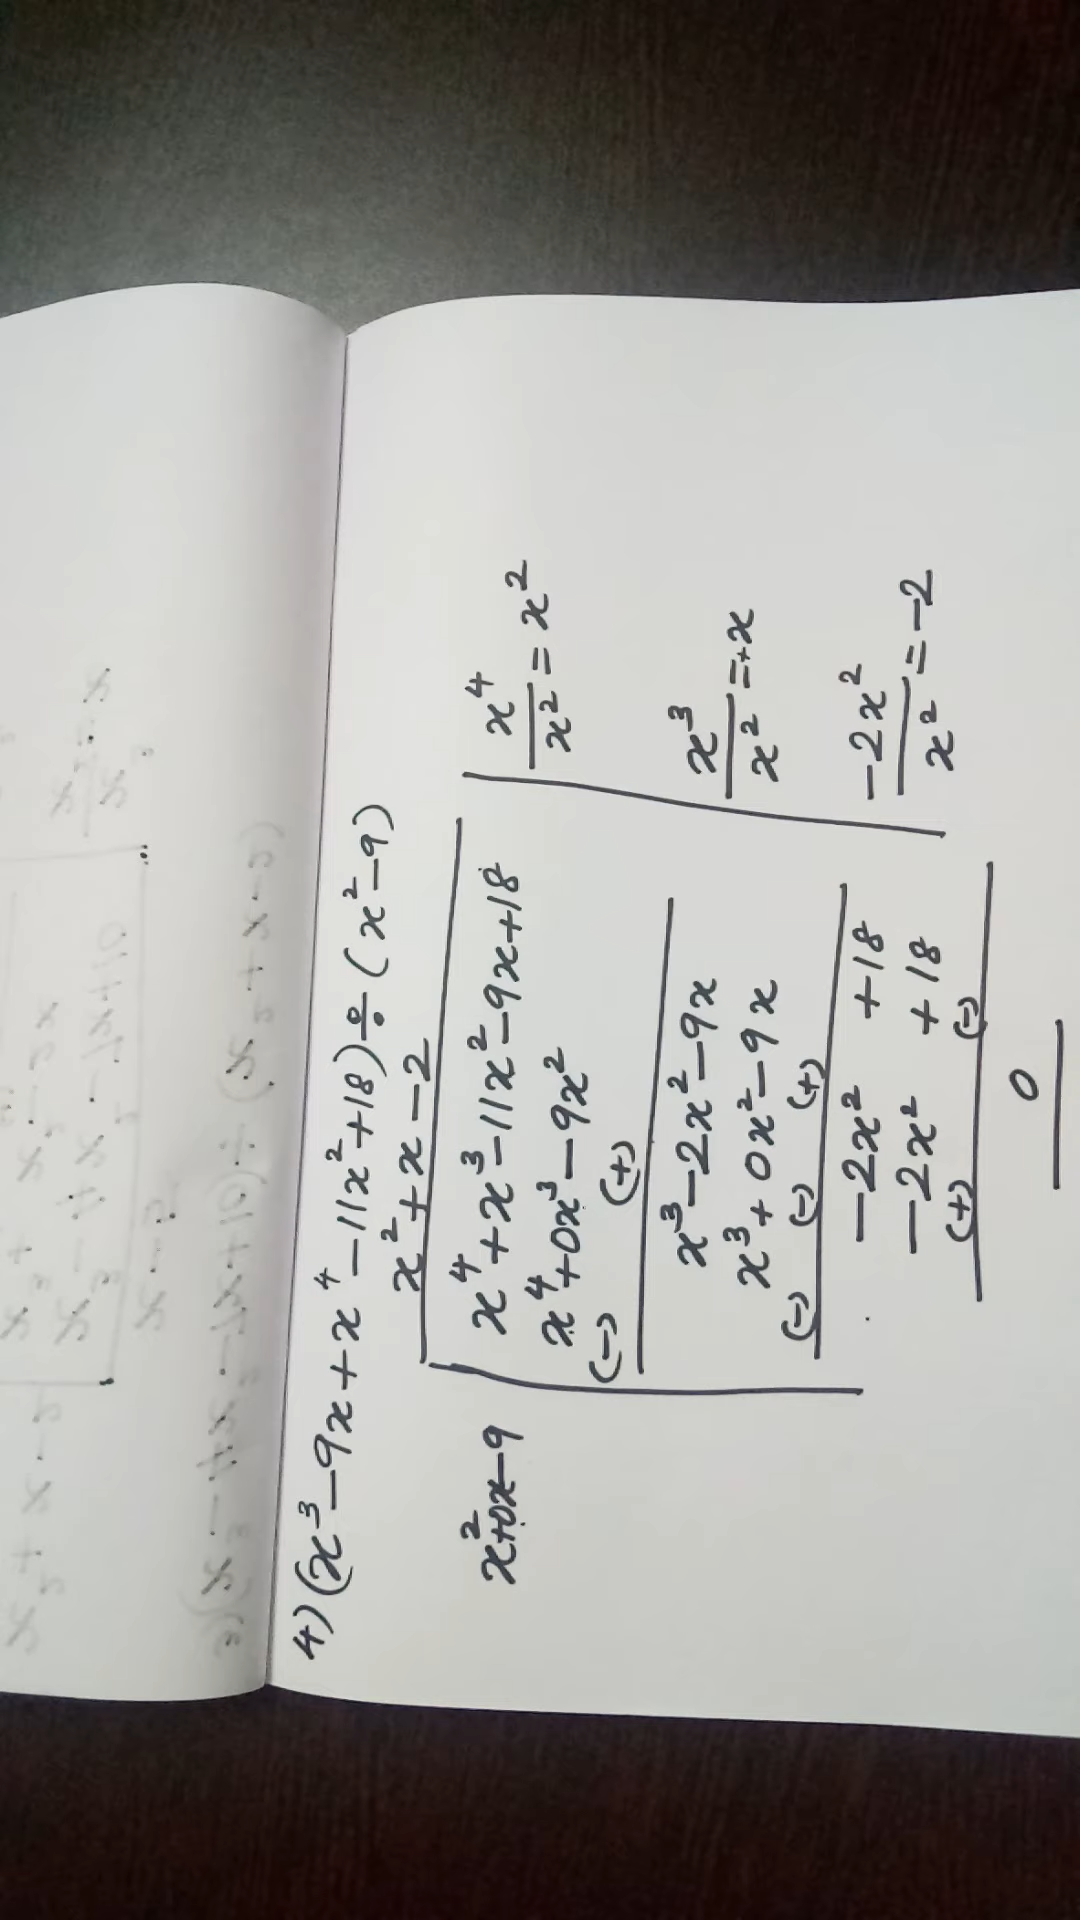 4) (x³ − 9x + x⁴ − 11x² + 18) ÷ (x² − 9)
x² + x − 2
x² + 0x − 9
x⁴ + x³ − 11x² − 9x + 18
x⁴ + 0x³ − 9x²
(−) (+)
x³ − 2x² − 9x
x³ + 0x² − 9x
(−) (−) (+)
−2x² + 18
−2x² + 18
(+) (−)
0
x⁴/x² = x²
x³/x² = +x
−2x²/x² = −2